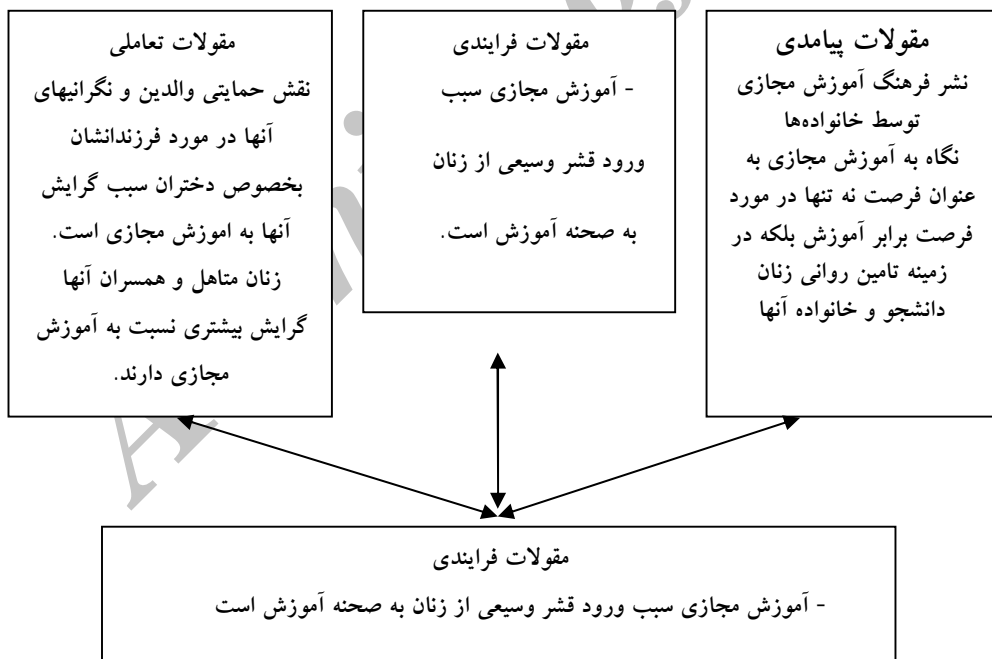 مقولات پیامدی
نشر فرهنگ آموزش مجازی
توسط خانواده‌ها
نگاه به آموزش مجازی به
عنوان فرصت نه تنها در مورد
فرصت برابر آموزش بلکه در
زمینه تامین روانی زنان
دانشجو و خانواده آنها
مقولات فرایندی
- آموزش مجازی سبب
ورود قشر وسیعی از زنان
به صحنه آموزش است.
مقولات تعاملی
نقش حمایتی والدین و نگرانیهای
آنها در مورد فرزندانشان
بخصوص دختران سبب گرایش
آنها به اموزش مجازی است.
زنان متاهل و همسران آنها
گرایش بیشتری نسبت به آموزش
مجازی دارند.
مقولات فرایندی
- آموزش مجازی سبب ورود قشر وسیعی از زنان به صحنه آموزش است